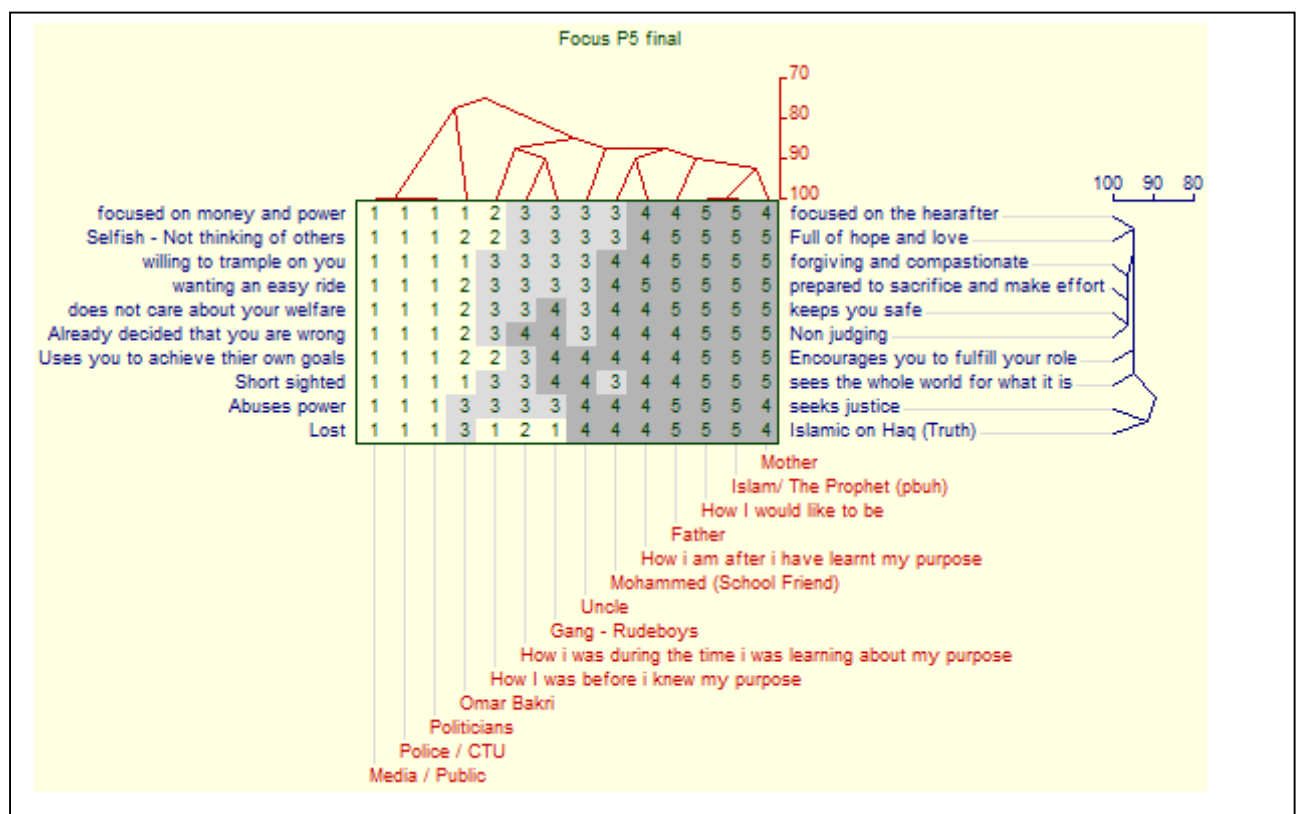 Focus P5 final
70
80
90
100
100 90 80
focused on money and power 1 1 1 1 2 3 3 3 3 4 4 5 5 4 focused on the hearafter
Selfish - Not thinking of others 1 1 1 2 2 3 3 3 3 4 5 5 5 5 Full of hope and love
willing to trample on you 1 1 1 1 3 3 3 3 4 4 5 5 5 5 forgiving and compastionate
wanting an easy ride 1 1 1 2 3 3 3 3 4 4 5 5 5 5 prepared to sacrifice and make effort
does not care about your welfare 1 1 1 2 3 3 4 3 4 4 5 5 5 5 keeps you safe
Already decided that you are wrong 1 1 1 2 3 4 4 3 4 4 4 5 5 5 Non judging
Uses you to achieve thier own goals 1 1 1 2 2 3 4 4 4 4 4 5 5 5 Encourages you to fulfill your role
Short sighted 1 1 1 1 3 3 4 4 3 4 4 5 5 5 sees the whole world for what it is
Abuses power 1 1 1 3 3 3 3 4 4 4 5 5 5 4 seeks justice
Lost 1 1 1 3 1 2 1 4 4 4 5 5 5 4 Islamic on Haq (Truth)
Mother
Islam/ The Prophet (pbuh)
How I would like to be
Father
How i am after i have learnt my purpose
Mohammed (School Friend)
Uncle
Gang - Rudeboys
How i was during the time i was learning about my purpose
How I was before i knew my purpose
Omar Bakri
Politicians
Police / CTU
Media / Public